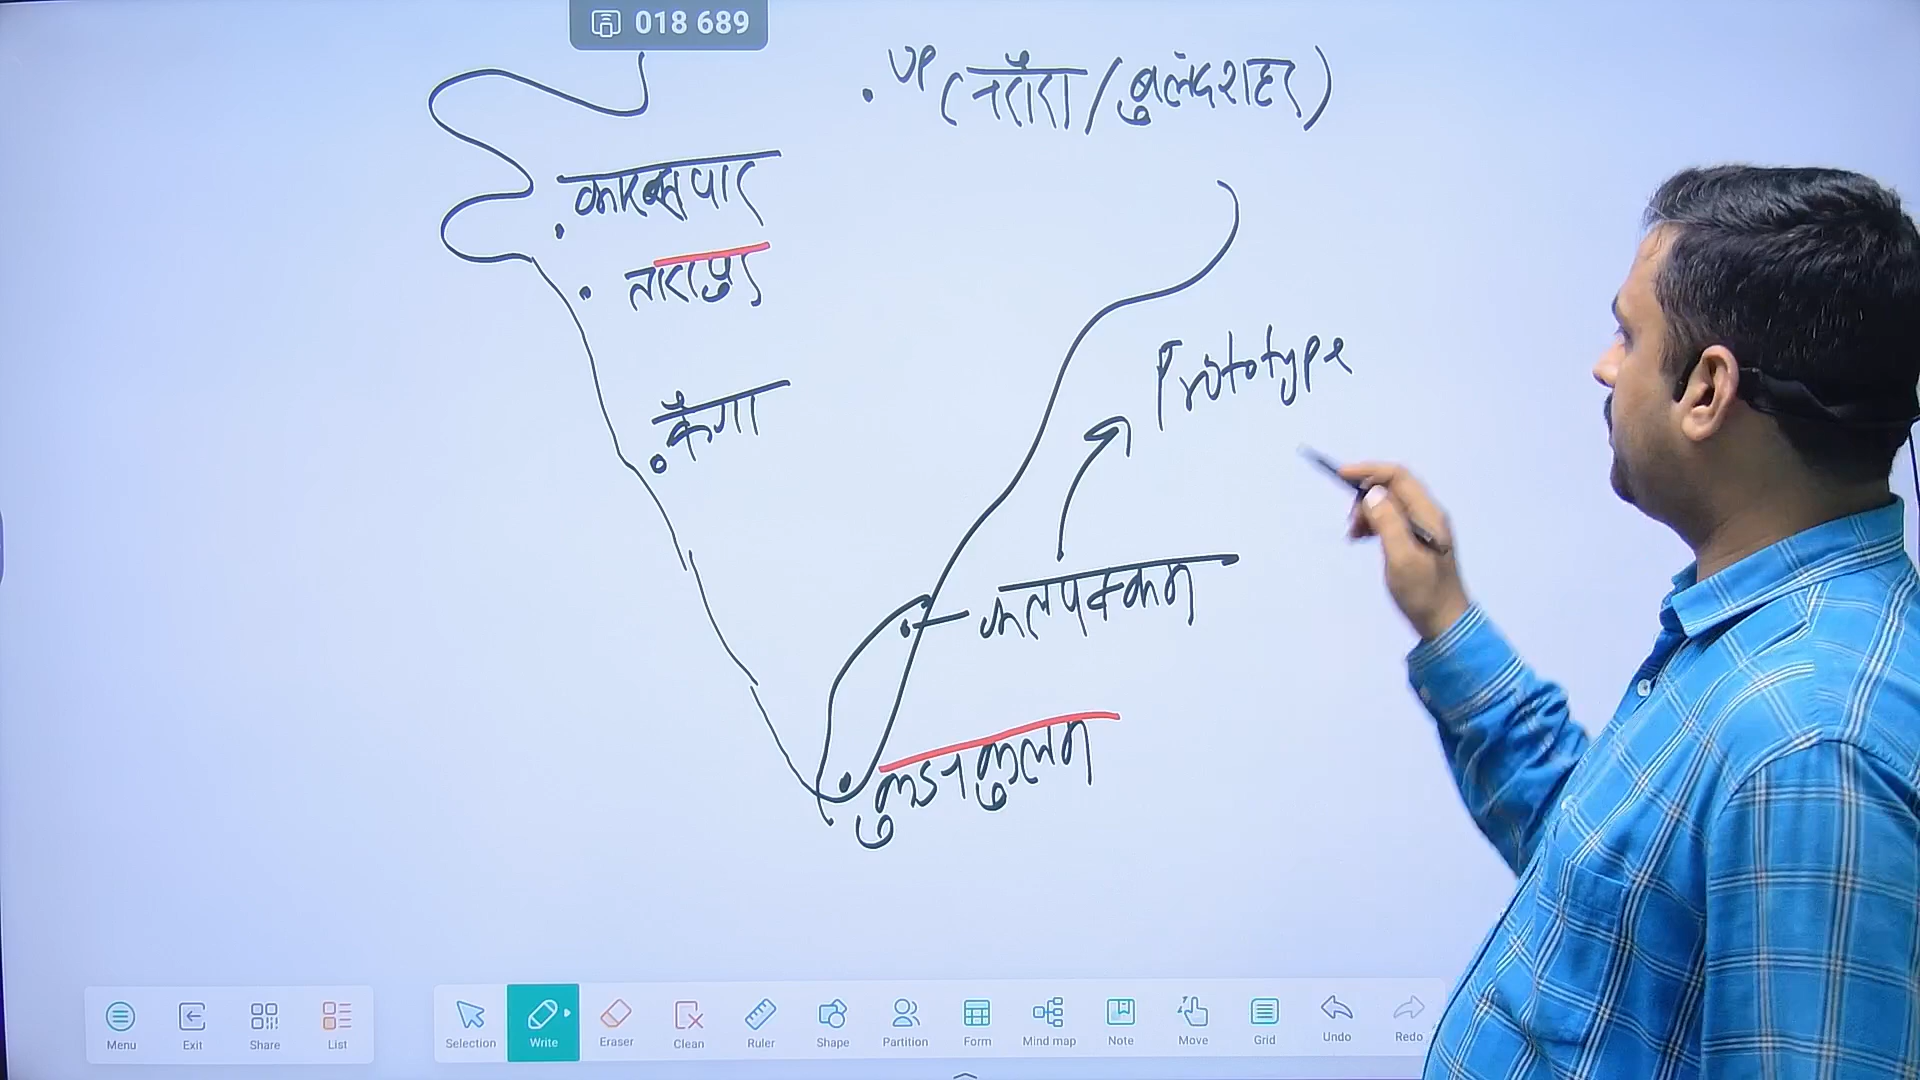 018 689
. UP (नरौरा / बुलंदशहर)
काकरापार
तारापुर
Prototype
कैगा
कलपक्कम
कुडनकुलम
Menu Exit Share List Selection Write Eraser Clean Ruler Shape Partition Form Mind map Note Move Grid Undo Redo